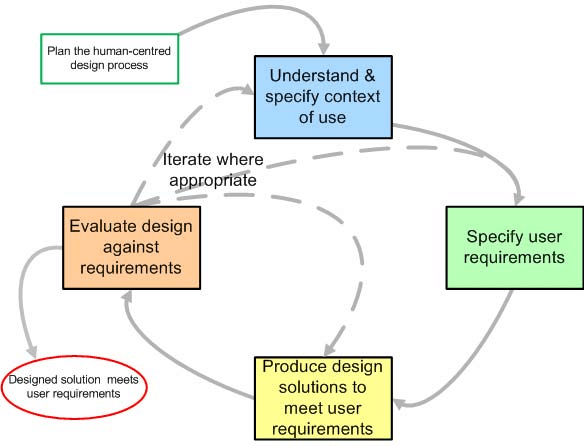 Plan the human-centred
design process
Understand &
specify context
of use
Iterate where
appropriate
Evaluate design
against
requirements
Specify user
requirements
Designed solution meets
user requirements
Produce design
solutions to
meet user
requirements